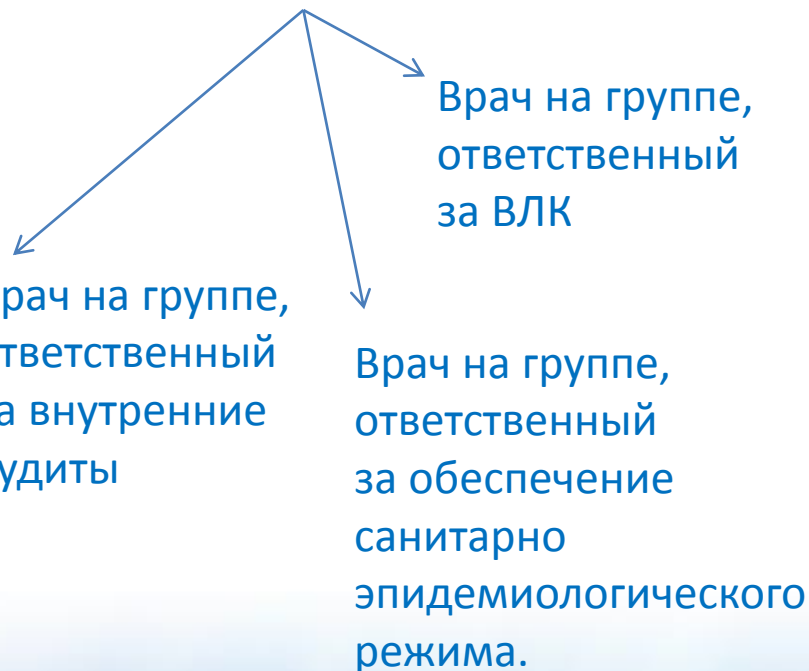 Врач на группе,
ответственный
за ВЛК
рач на группе,
тветственный
а внутренние
удиты
Врач на группе,
ответственный
за обеспечение
санитарно
эпидемиологического
режима.